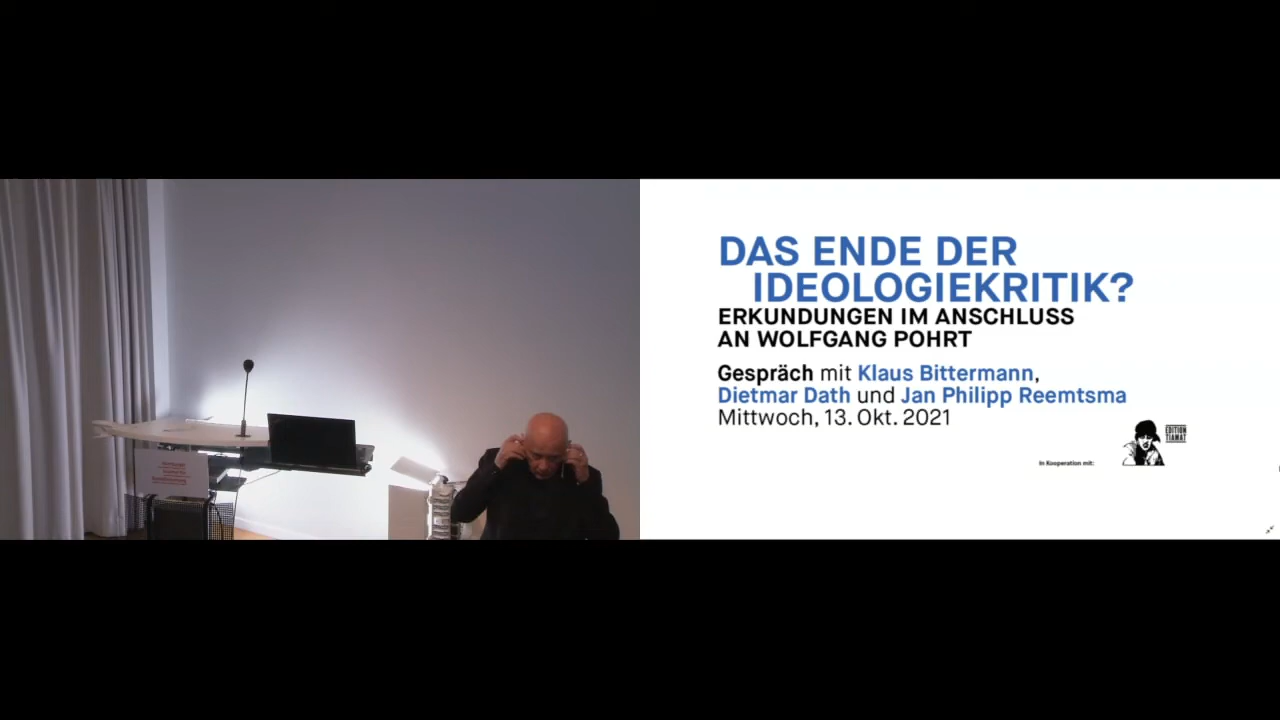 DAS ENDE DER
IDEOLOGIEKRITIK?
ERKUNDUNGEN IM ANSCHLUSS
AN WOLFGANG POHRT
Gespräch mit Klaus Bittermann,
Dietmar Dath und Jan Philipp Reemtsma
Mittwoch, 13. Okt. 2021
EDITION
TIAMAT
In Kooperation mit: